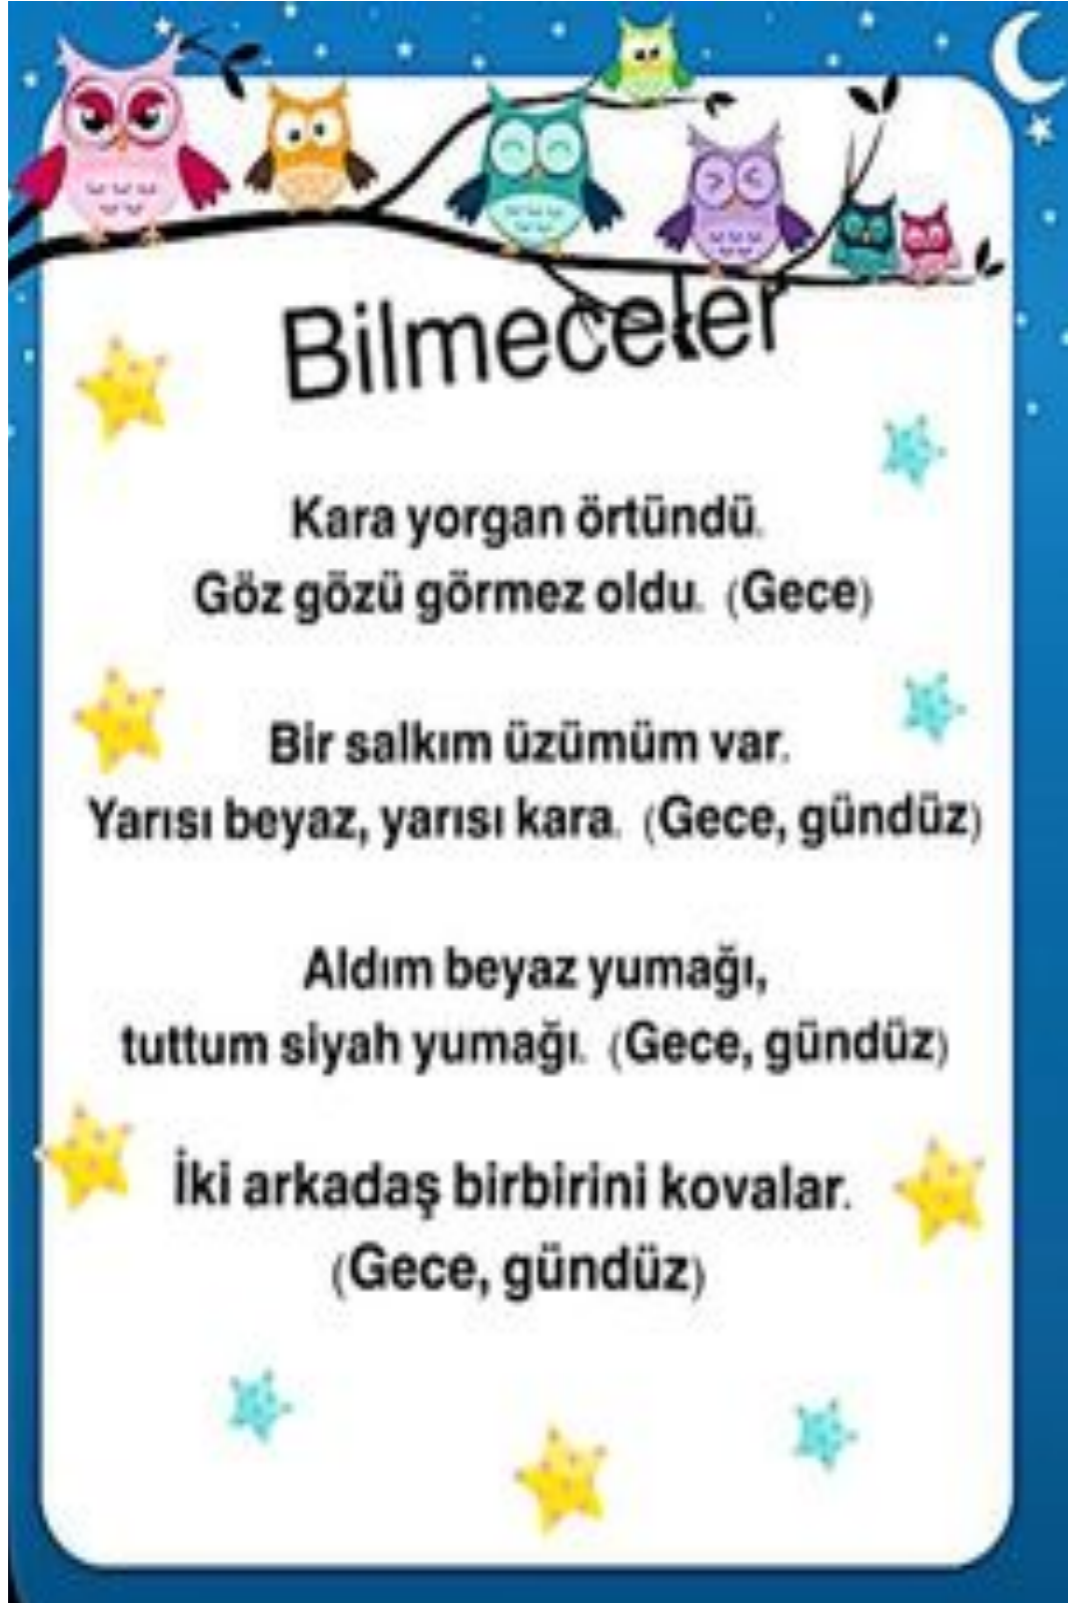 Bilmeceler
Kara yorgan örtündü.
Göz gözü görmez oldu. (Gece)
Bir salkım üzümüm var.
Yarısı beyaz, yarısı kara. (Gece, gündüz)
Aldım beyaz yumağı,
tuttum siyah yumağı. (Gece, gündüz)
İki arkadaş birbirini kovalar.
(Gece, gündüz)